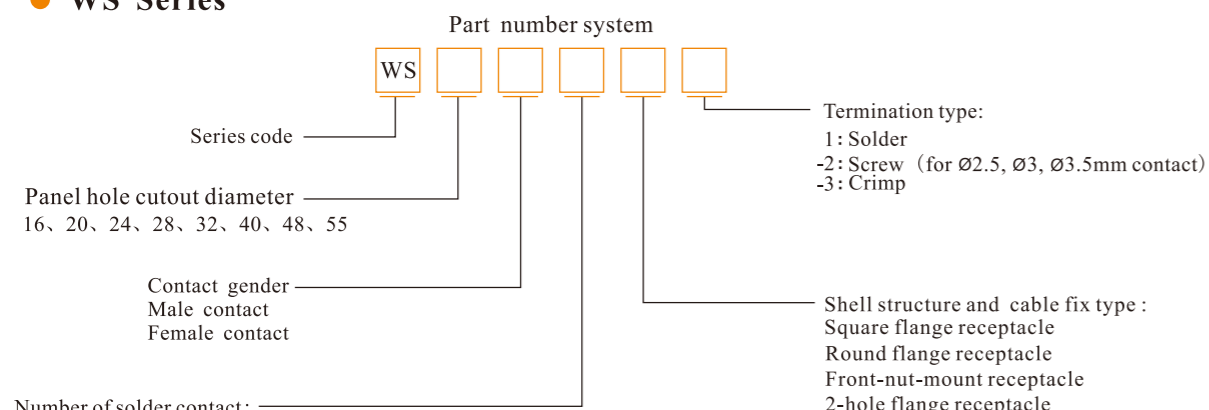 WS Series
Part number system
WS
Series code
Panel hole cutout diameter
16、20、24、28、32、40、48、55
Contact gender
Male contact
Female contact
Number of solder contact:
Termination type:
1: Solder
-2: Screw（for Ø2.5, Ø3, Ø3.5mm contact）
-3: Crimp
Shell structure and cable fix type :
Square flange receptacle
Round flange receptacle
Front-nut-mount receptacle
2-hole flange receptacle